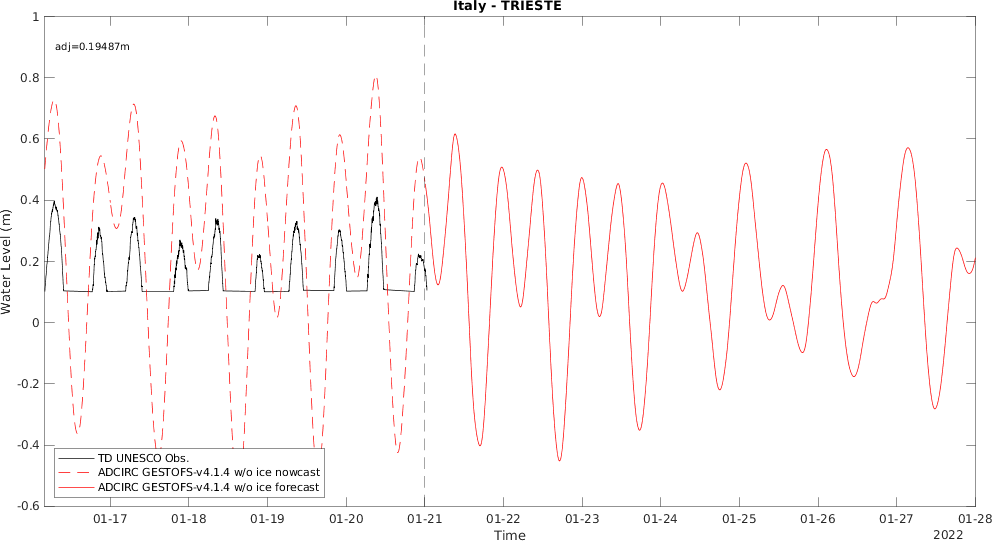 Italy - TRIESTE
adj=0.19487m
Water Level (m)
1
0.8
0.6
0.4
0.2
0
-0.2
-0.4
-0.6
TD UNESCO Obs.
ADCIRC GESTOFS-v4.1.4 w/o ice nowcast
ADCIRC GESTOFS-v4.1.4 w/o ice forecast
01-17 01-18 01-19 01-20 01-21 01-22 01-23 01-24 01-25 01-26 01-27 01-28
Time
2022